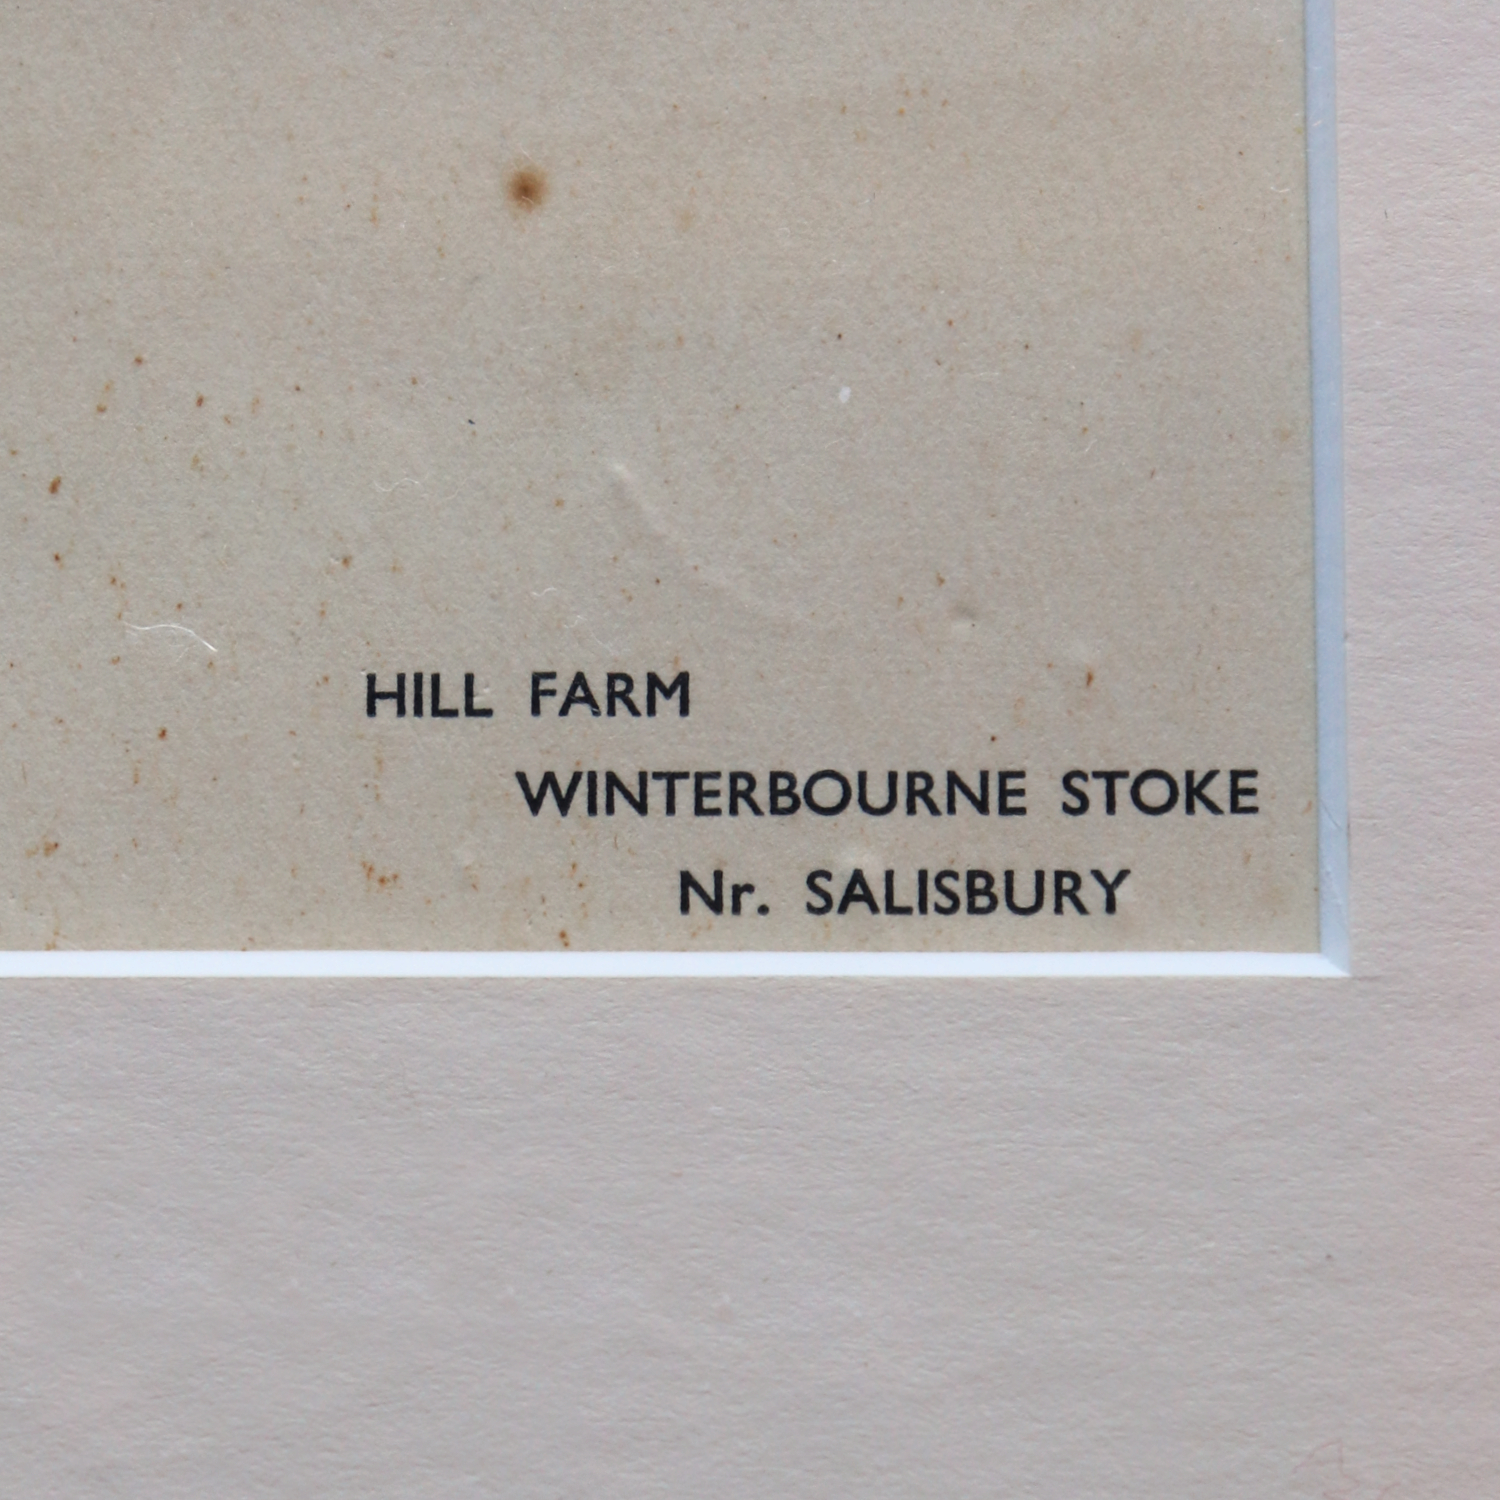 HILL FARM
WINTERBOURNE STOKE
Nr. SALISBURY